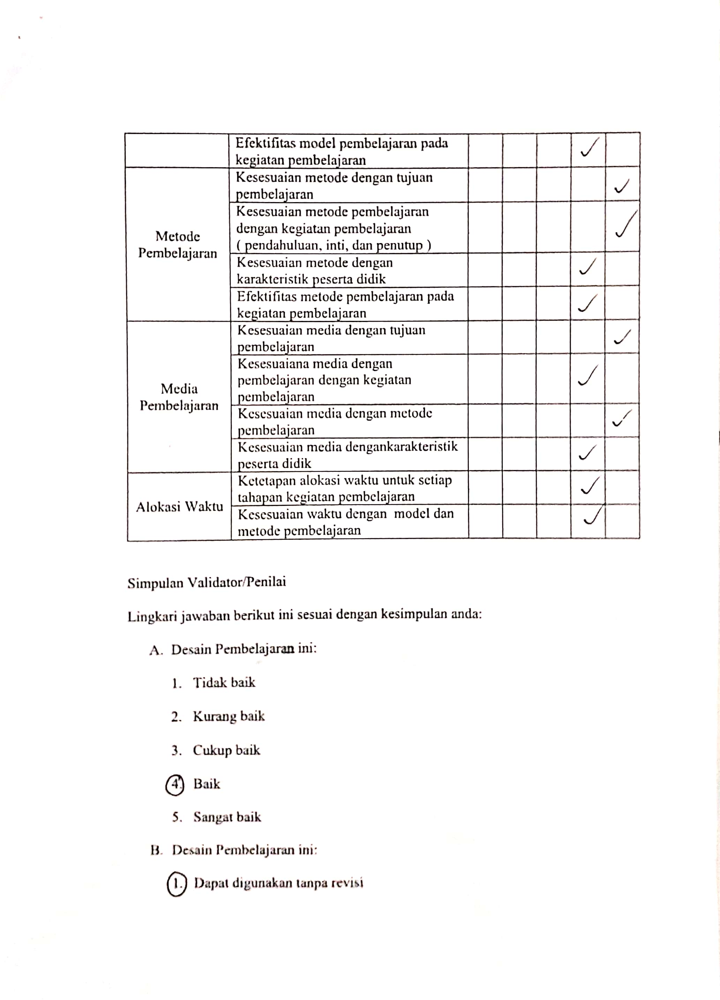 Efektifitas model pembelajaran pada
kegiatan pembelajaran
✓
Metode
Pembelajaran
Kesesuaian metode dengan tujuan
pembelajaran
✓
Kesesuaian metode pembelajaran
dengan kegiatan pembelajaran
( pendahuluan, inti, dan penutup )
✓
Kesesuaian metode dengan
karakteristik peserta didik
✓
Efektifitas metode pembelajaran pada
kegiatan pembelajaran
✓
Media
Pembelajaran
Kesesuaian media dengan tujuan
pembelajaran
✓
Kesesuaiana media dengan
pembelajaran dengan kegiatan
pembelajaran
✓
Kesesuaian media dengan metode
pembelajaran
✓
Kesesuaian media dengankarakteristik
peserta didik
✓
Alokasi Waktu
Ketetapan alokasi waktu untuk setiap
tahapan kegiatan pembelajaran
✓
Kesesuaian waktu dengan model dan
metode pembelajaran
✓
Simpulan Validator/Penilai
Lingkari jawaban berikut ini sesuai dengan kesimpulan anda:
A. Desain Pembelajaran ini:
1. Tidak baik
2. Kurang baik
3. Cukup baik
4. Baik
5. Sangat baik
B. Desain Pembelajaran ini:
1. Dapat digunakan tanpa revisi